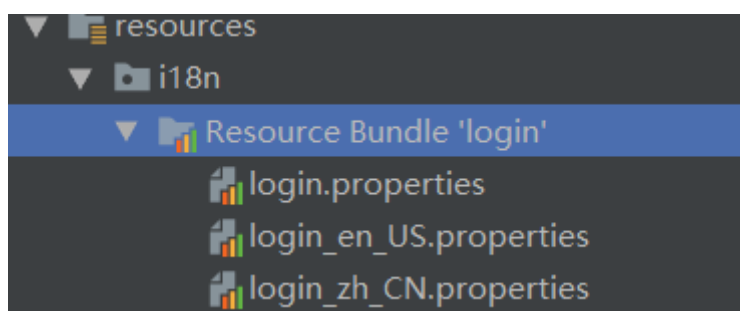 resources
i18n
Resource Bundle 'login'
login.properties
login_en_US.properties
login_zh_CN.properties